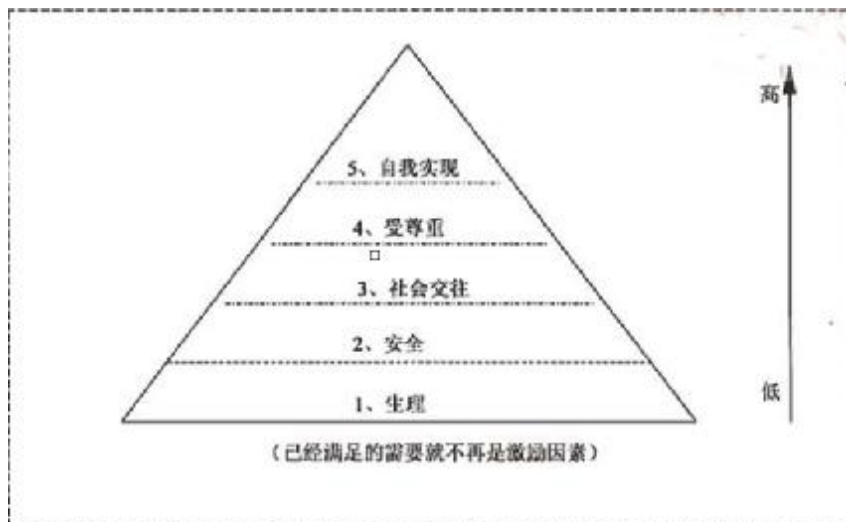 高
5、自我实现
4、受尊重
3、社会交往
2、安全
低
1、生理
（已经满足的需要就不再是激励因素）